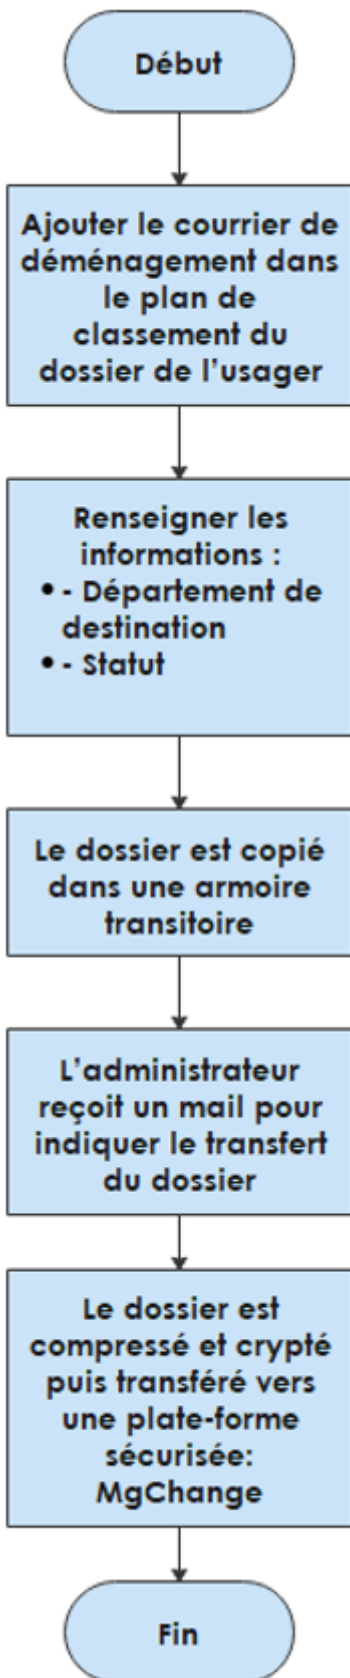 Début
Ajouter le courrier de
déménagement dans
le plan de
classement du
dossier de l’usager
Renseigner les
informations :
• - Département de
destination
• - Statut
Le dossier est copié
dans une armoire
transitoire
L’administrateur
reçoit un mail pour
indiquer le transfert
du dossier
Le dossier est
compressé et crypté
puis transféré vers
une plate-forme
sécurisée:
MgChange
Fin